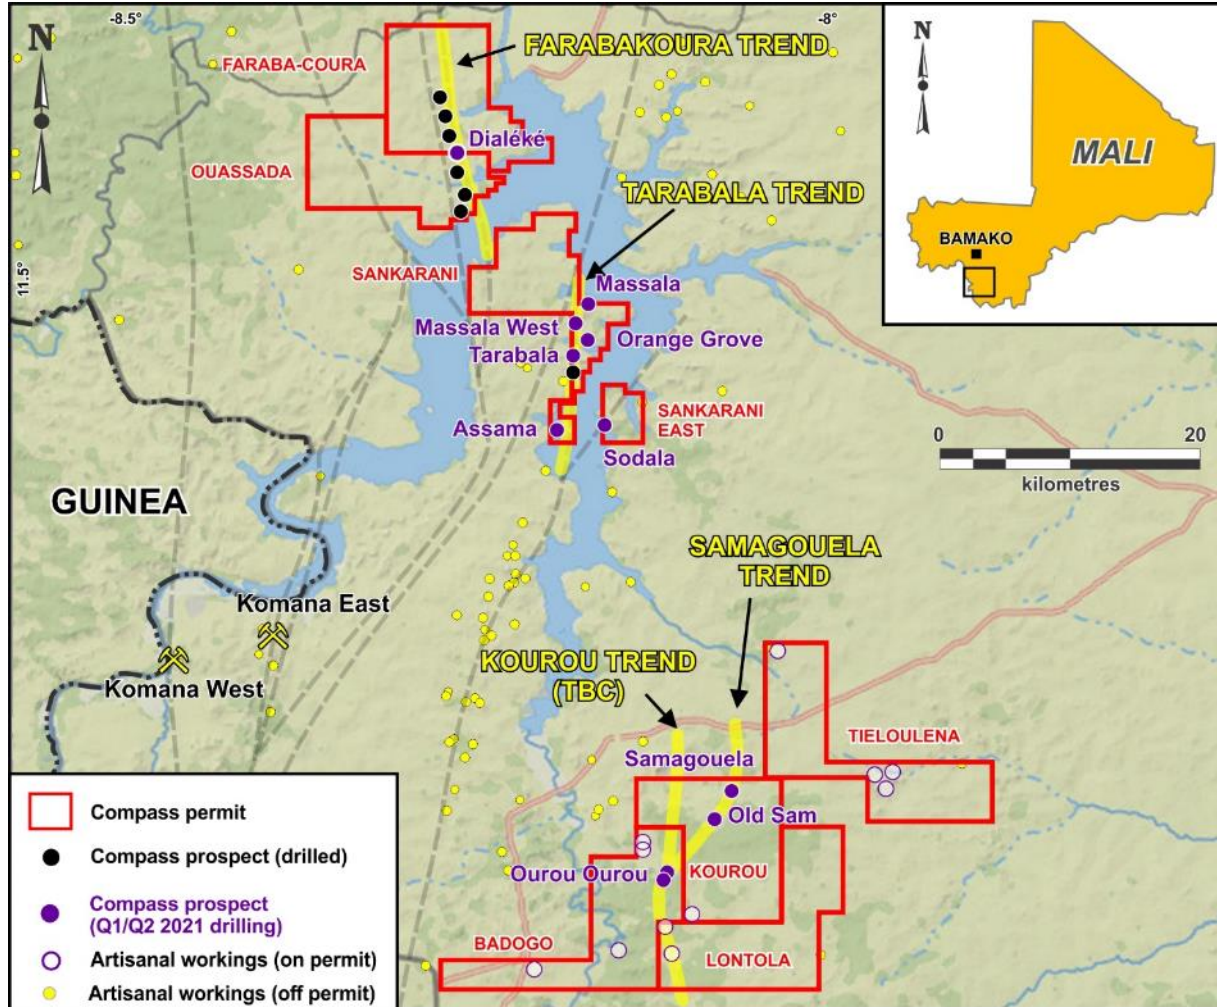 -8.5°
-8°
N
FARABAKOURA TREND
N
FARABA-COURA
MALI
Dialéké
OUASSADA
TARABALA TREND
BAMAKO
11.5°
SANKARANI
Massala
Massala West
Orange Grove
Tarabala
SANKARANI
EAST
Assama
Sodala
0
20
kilometres
GUINEA
SAMAGOUELA
TREND
Komana East
KOUROU TREND
(TBC)
Komana West
TIELOULENA
Samagouela
Old Sam
Ourou Ourou
KOUROU
BADOGO
LONTOLA
Compass permit
Compass prospect (drilled)
Compass prospect
(Q1/Q2 2021 drilling)
Artisanal workings (on permit)
Artisanal workings (off permit)